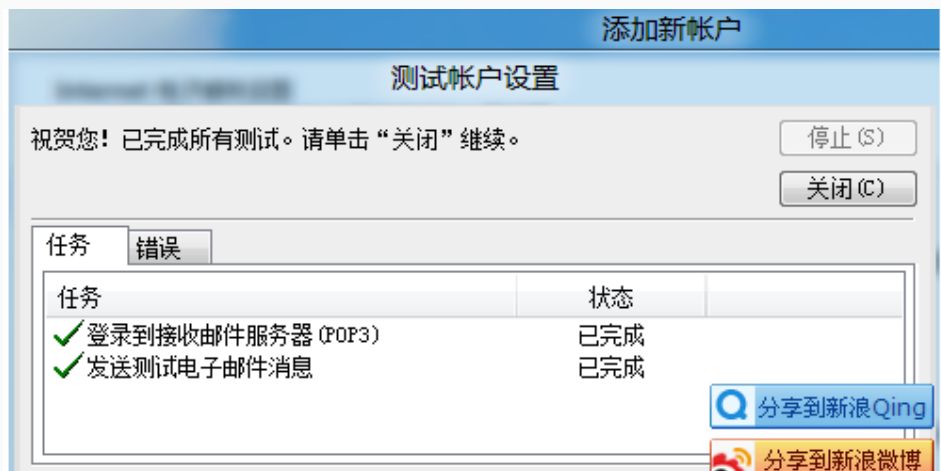 添加新帐户
测试帐户设置
祝贺您！已完成所有测试。请单击“关闭”继续。
停止(S)
关闭(C)
任务 错误
任务 状态
登录到接收邮件服务器(POP3) 已完成
发送测试电子邮件消息 已完成
分享到新浪Qing
分享到新浪微博